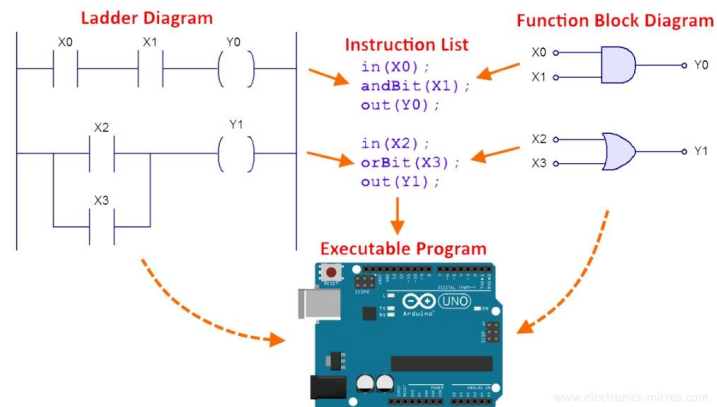 Ladder Diagram
X0
X1
Y0
X2
Y1
X3
Instruction List
in(X0);
andBit(X1);
out(Y0);
in(X2);
orBit(X3);
out(Y1);
Function Block Diagram
X0
X1
Y0
X2
X3
Y1
Executable Program
RESET
ICSP2
L
TX
RX
Arduino
UNO
ON
ICSP
DIGITAL (PWM~)
POWER
ANALOG IN
www.electronics-micros.com